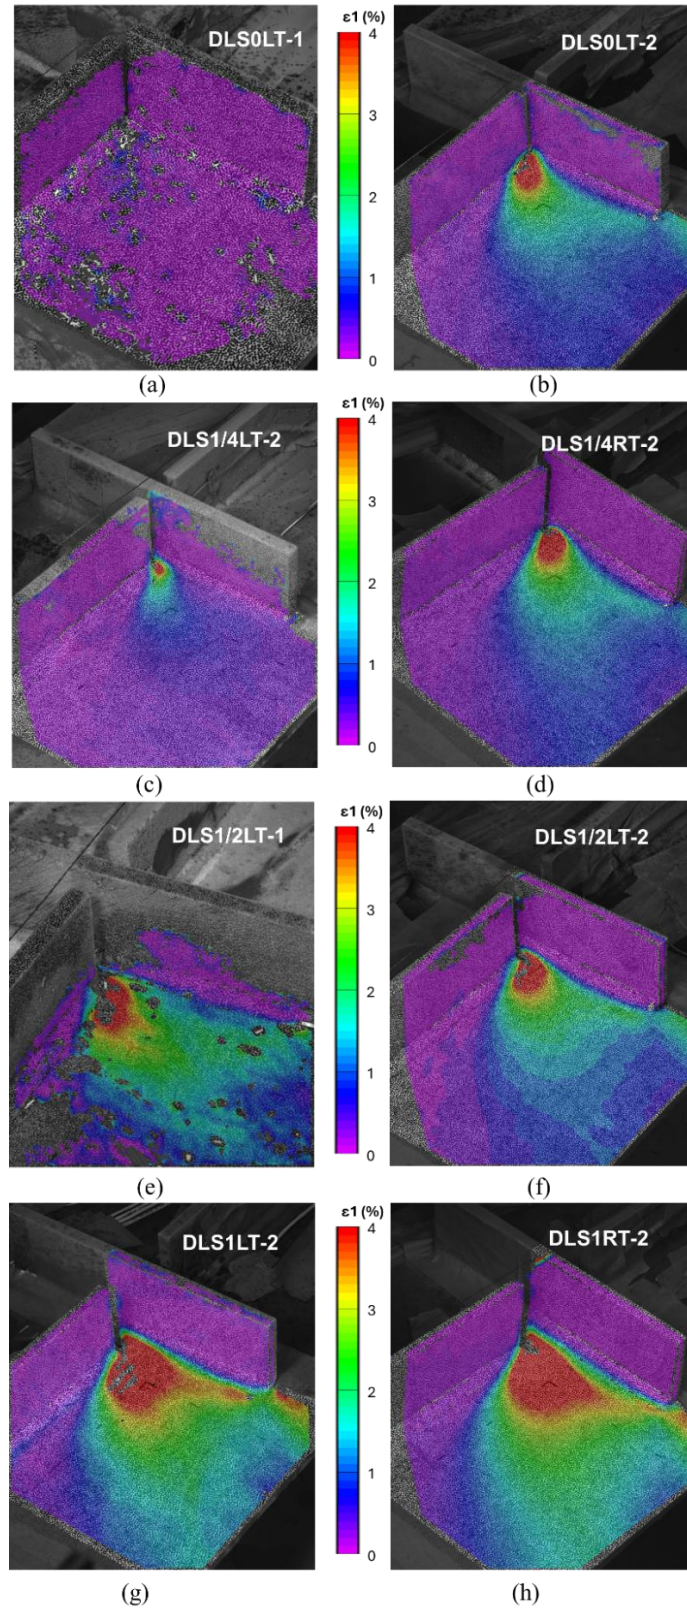 DLS0LT-1
ε1 (%)
4
3
2
1
0
DLS0LT-2
(a)
(b)
DLS1/4LT-2
ε1 (%)
4
3
2
1
0
DLS1/4RT-2
(c)
(d)
DLS1/2LT-1
ε1 (%)
4
3
2
1
0
DLS1/2LT-2
(e)
(f)
DLS1LT-2
ε1 (%)
4
3
2
1
0
DLS1RT-2
(g)
(h)